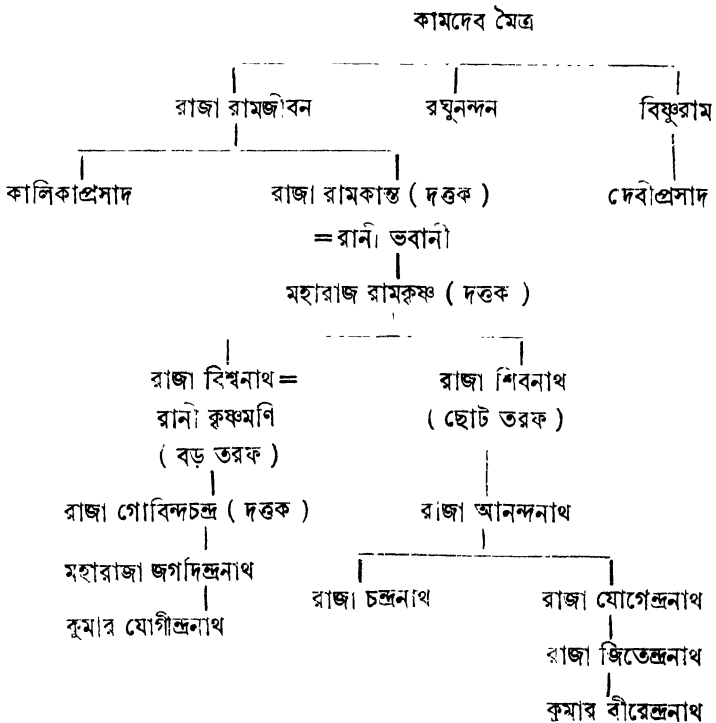 কামদেব মৈত্র
রাজা রামজীবন রঘুনন্দন বিষ্ণুরাম
কালিকাপ্রসাদ রাজা রামকান্ত ( দত্তক ) দেবীপ্রসাদ
= রানী ভবানী
মহারাজ রামকৃষ্ণ ( দত্তক )
রাজা বিশ্বনাথ = রাজা শিবনাথ
রানী কৃষ্ণমণি ( ছোট তরফ )
( বড় তরফ )
রাজা গোবিন্দচন্দ্র ( দত্তক ) রাজা আনন্দনাথ
মহারাজা জগদিন্দ্রনাথ
রাজা চন্দ্রনাথ রাজা যোগেন্দ্রনাথ
কুমার যোগীন্দ্রনাথ
রাজা জিতেন্দ্রনাথ
কুমার বীরেন্দ্রনাথ